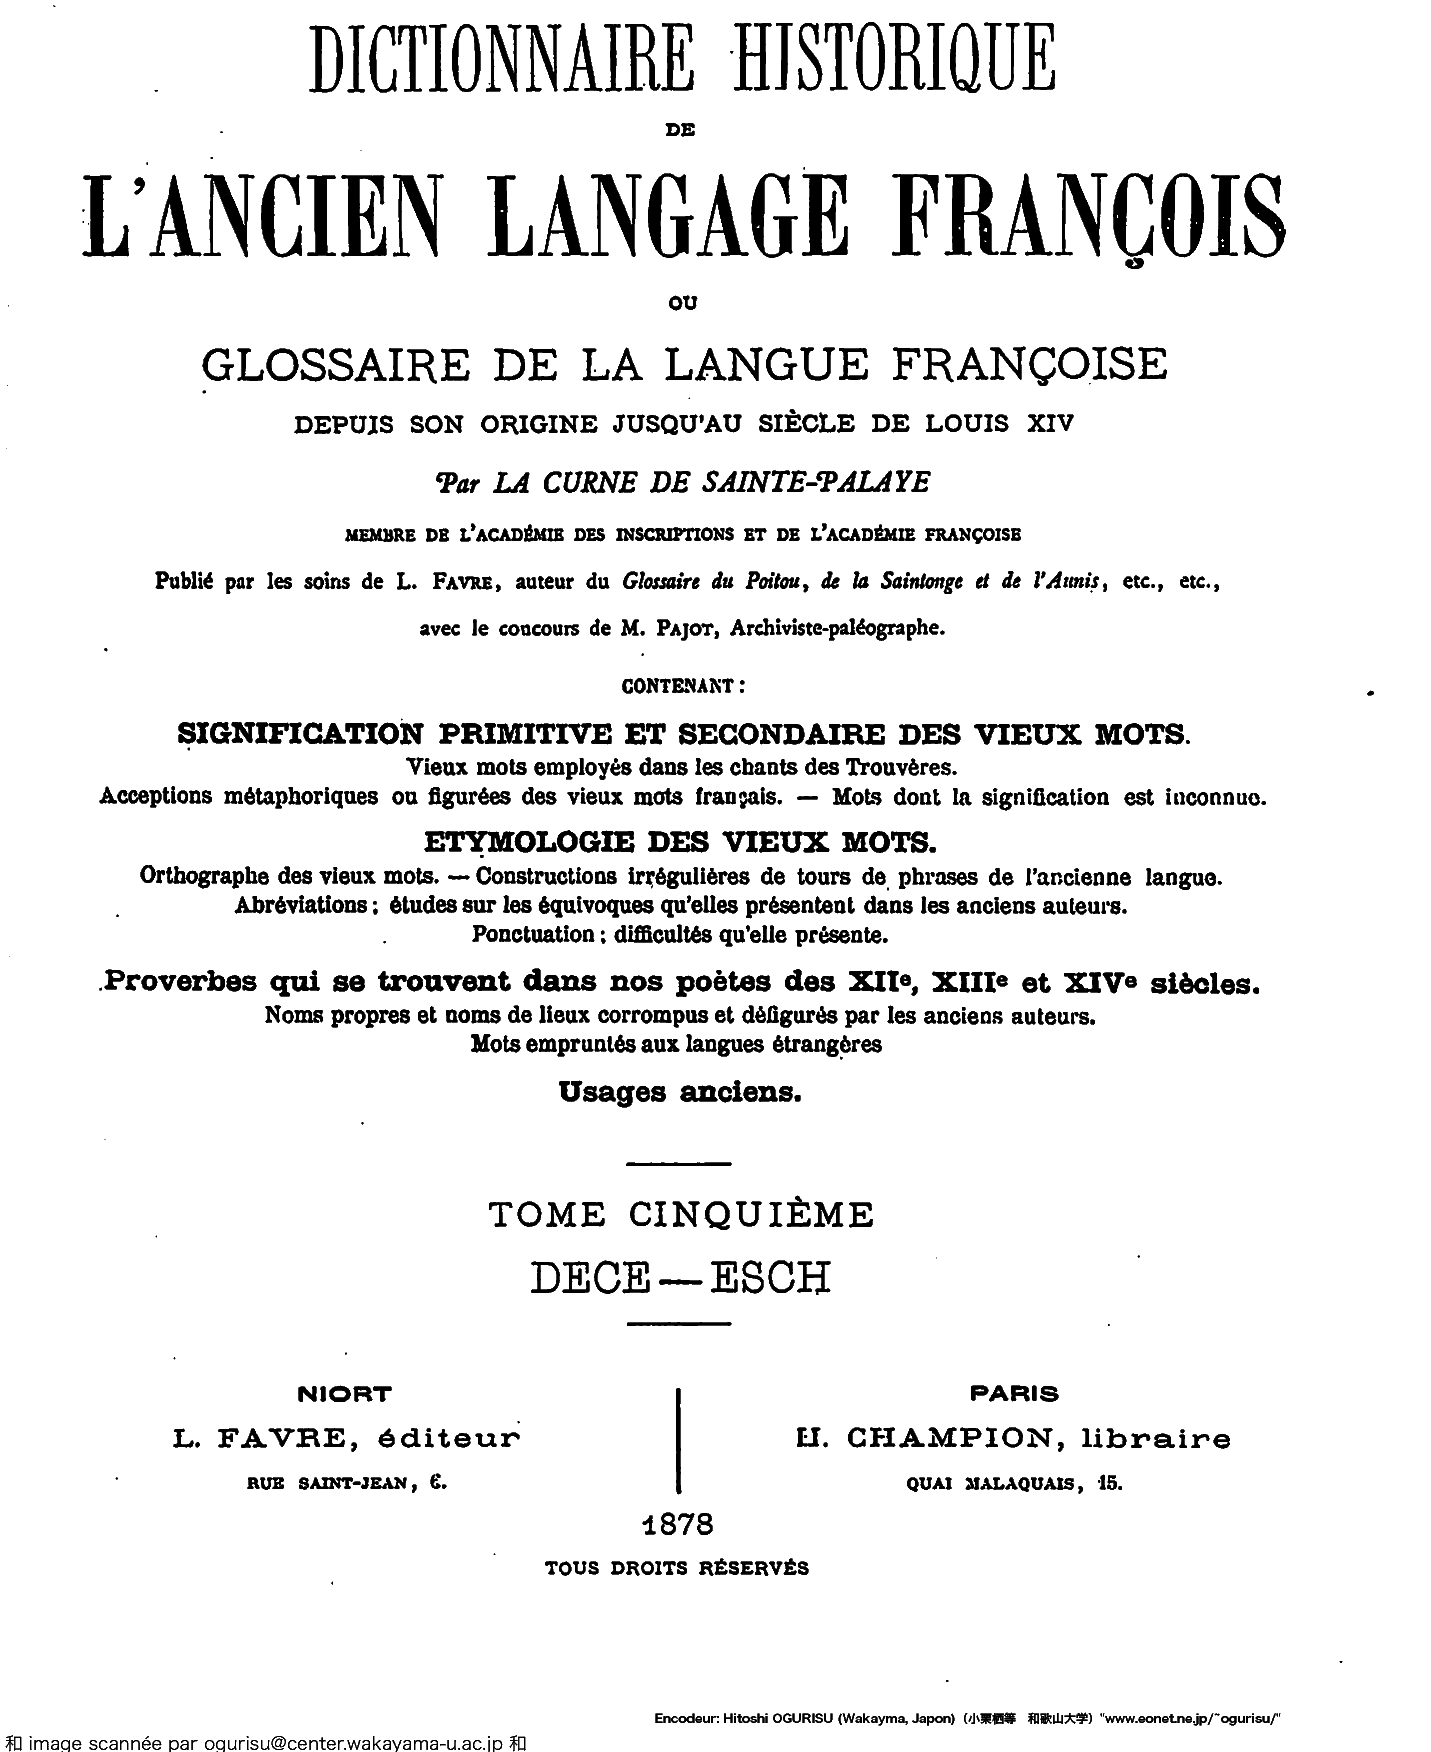 DICTIONNAIRE HISTORIQUE
DE
L'ANCIEN LANGAGE FRANÇOIS
OU
GLOSSAIRE DE LA LANGUE FRANÇOISE
DEPUIS SON ORIGINE JUSQU'AU SIÈCLE DE LOUIS XIV
Par LA CURNE DE SAINTE-PALAYE
MEMBRE DE L'ACADÉMIE DES INSCRIPTIONS ET DE L'ACADÉMIE FRANÇOISE
Publié par les soins de L. FAVRE, auteur du Glossaire du Poitou, de la Saintonge et de l'Aunis, etc., etc.,
avec le concours de M. PAJOT, Archiviste-paléographe.
CONTENANT :
SIGNIFICATION PRIMITIVE ET SECONDAIRE DES VIEUX MOTS.
Vieux mots employés dans les chants des Trouvères.
Acceptions métaphoriques ou figurées des vieux mots français. — Mots dont la signification est inconnue.
ETYMOLOGIE DES VIEUX MOTS.
Orthographe des vieux mots. — Constructions irrégulières de tours de phrases de l'ancienne langue.
Abréviations ; études sur les équivoques qu'elles présentent dans les anciens auteurs.
Ponctuation ; difficultés qu'elle présente.
Proverbes qui se trouvent dans nos poètes des XIIe, XIIIe et XIVe siècles.
Noms propres et noms de lieux corrompus et défigurés par les anciens auteurs.
Mots empruntés aux langues étrangères
Usages anciens.
TOME CINQUIÈME
DECE — ESCH
NIORT
L. FAVRE, éditeur
RUE SAINT-JEAN, 6.
PARIS
H. CHAMPION, libraire
QUAI MALAQUAIS, 15.
1878
TOUS DROITS RÉSERVÉS
Encodeur: Hitoshi OGURISU (Wakayma, Japon) (小栗栖等 和歌山大学) "www.eonet.ne.jp/~ogurisu/"
和 image scannée par ogurisu@center.wakayama-u.ac.jp 和